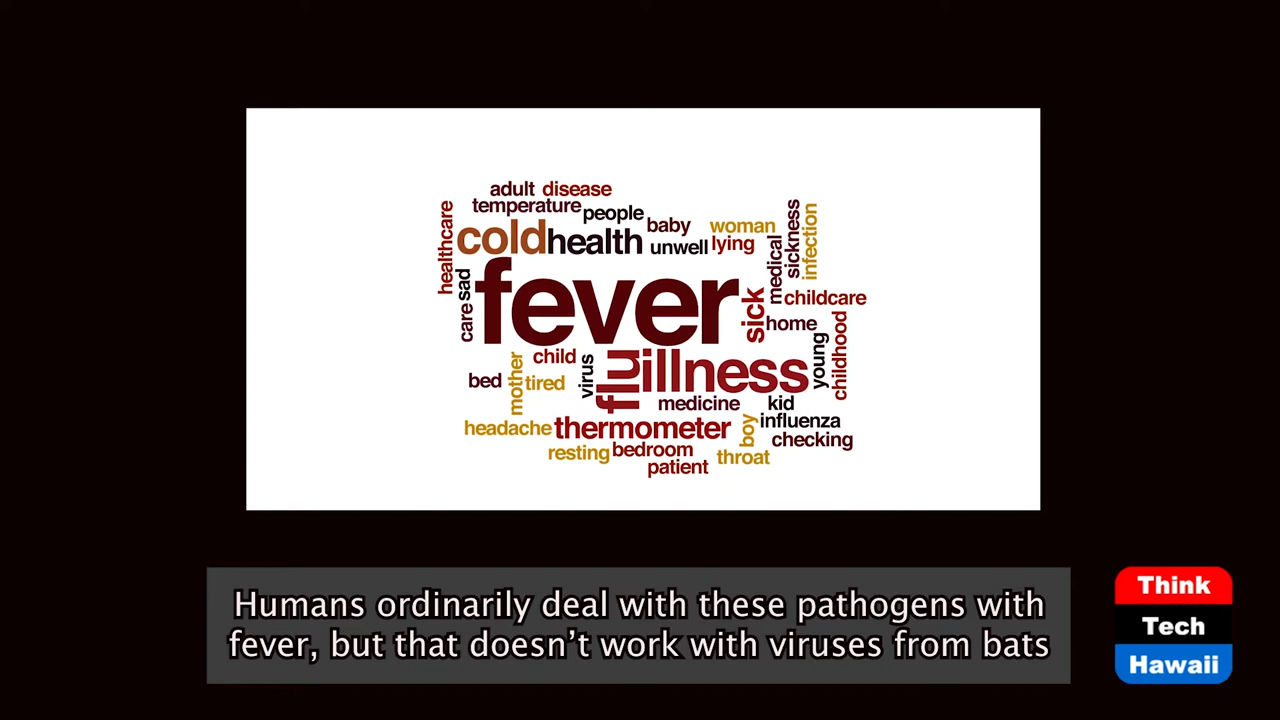 adult disease
temperature people
healthcare
cold health
baby
unwell
woman
lying
medical
sickness
infection
sad
care
fever
sick
childcare
home
young
childhood
child
virus
flu
illness
bed
mother
tired
medicine
kid
headache
thermometer
boy
influenza
checking
resting
bedroom
patient
throat
Humans ordinarily deal with these pathogens with
fever, but that doesn’t work with viruses from bats
Think
Tech
Hawaii